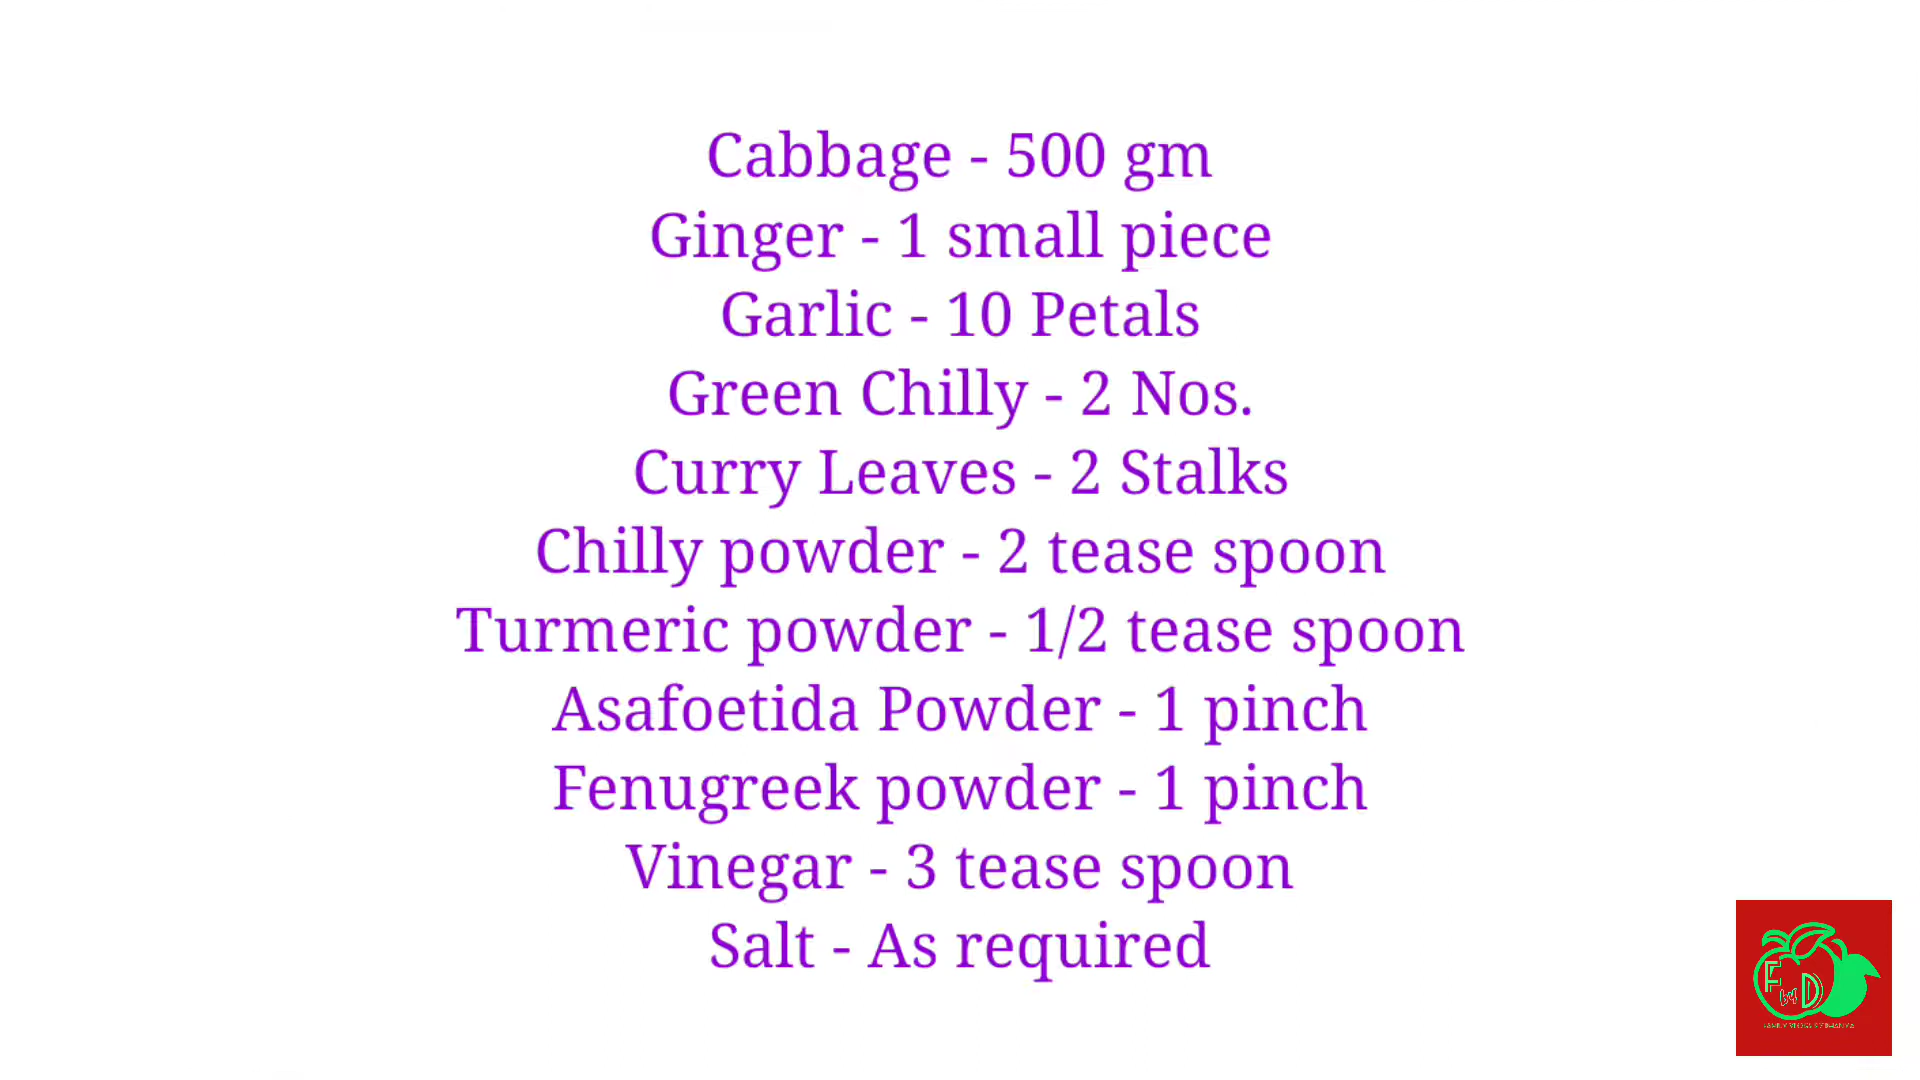 Cabbage - 500 gm
Ginger - 1 small piece
Garlic - 10 Petals
Green Chilly - 2 Nos.
Curry Leaves - 2 Stalks
Chilly powder - 2 tease spoon
Turmeric powder - 1/2 tease spoon
Asafoetida Powder - 1 pinch
Fenugreek powder - 1 pinch
Vinegar - 3 tease spoon
Salt - As required
F by D